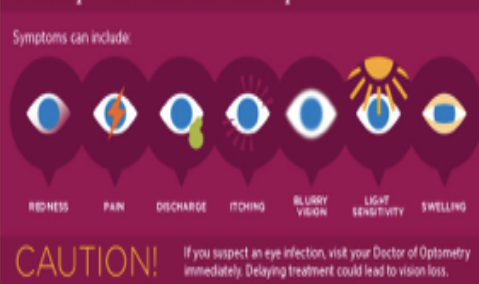 Symptoms can include:
REDNESS
PAIN
DISCHARGE
ITCHING
BLURRY
VISION
LIGHT
SENSITIVITY
SWELLING
CAUTION!
If you suspect an eye infection, visit your Doctor of Optometry
immediately. Delaying treatment could lead to vision loss.